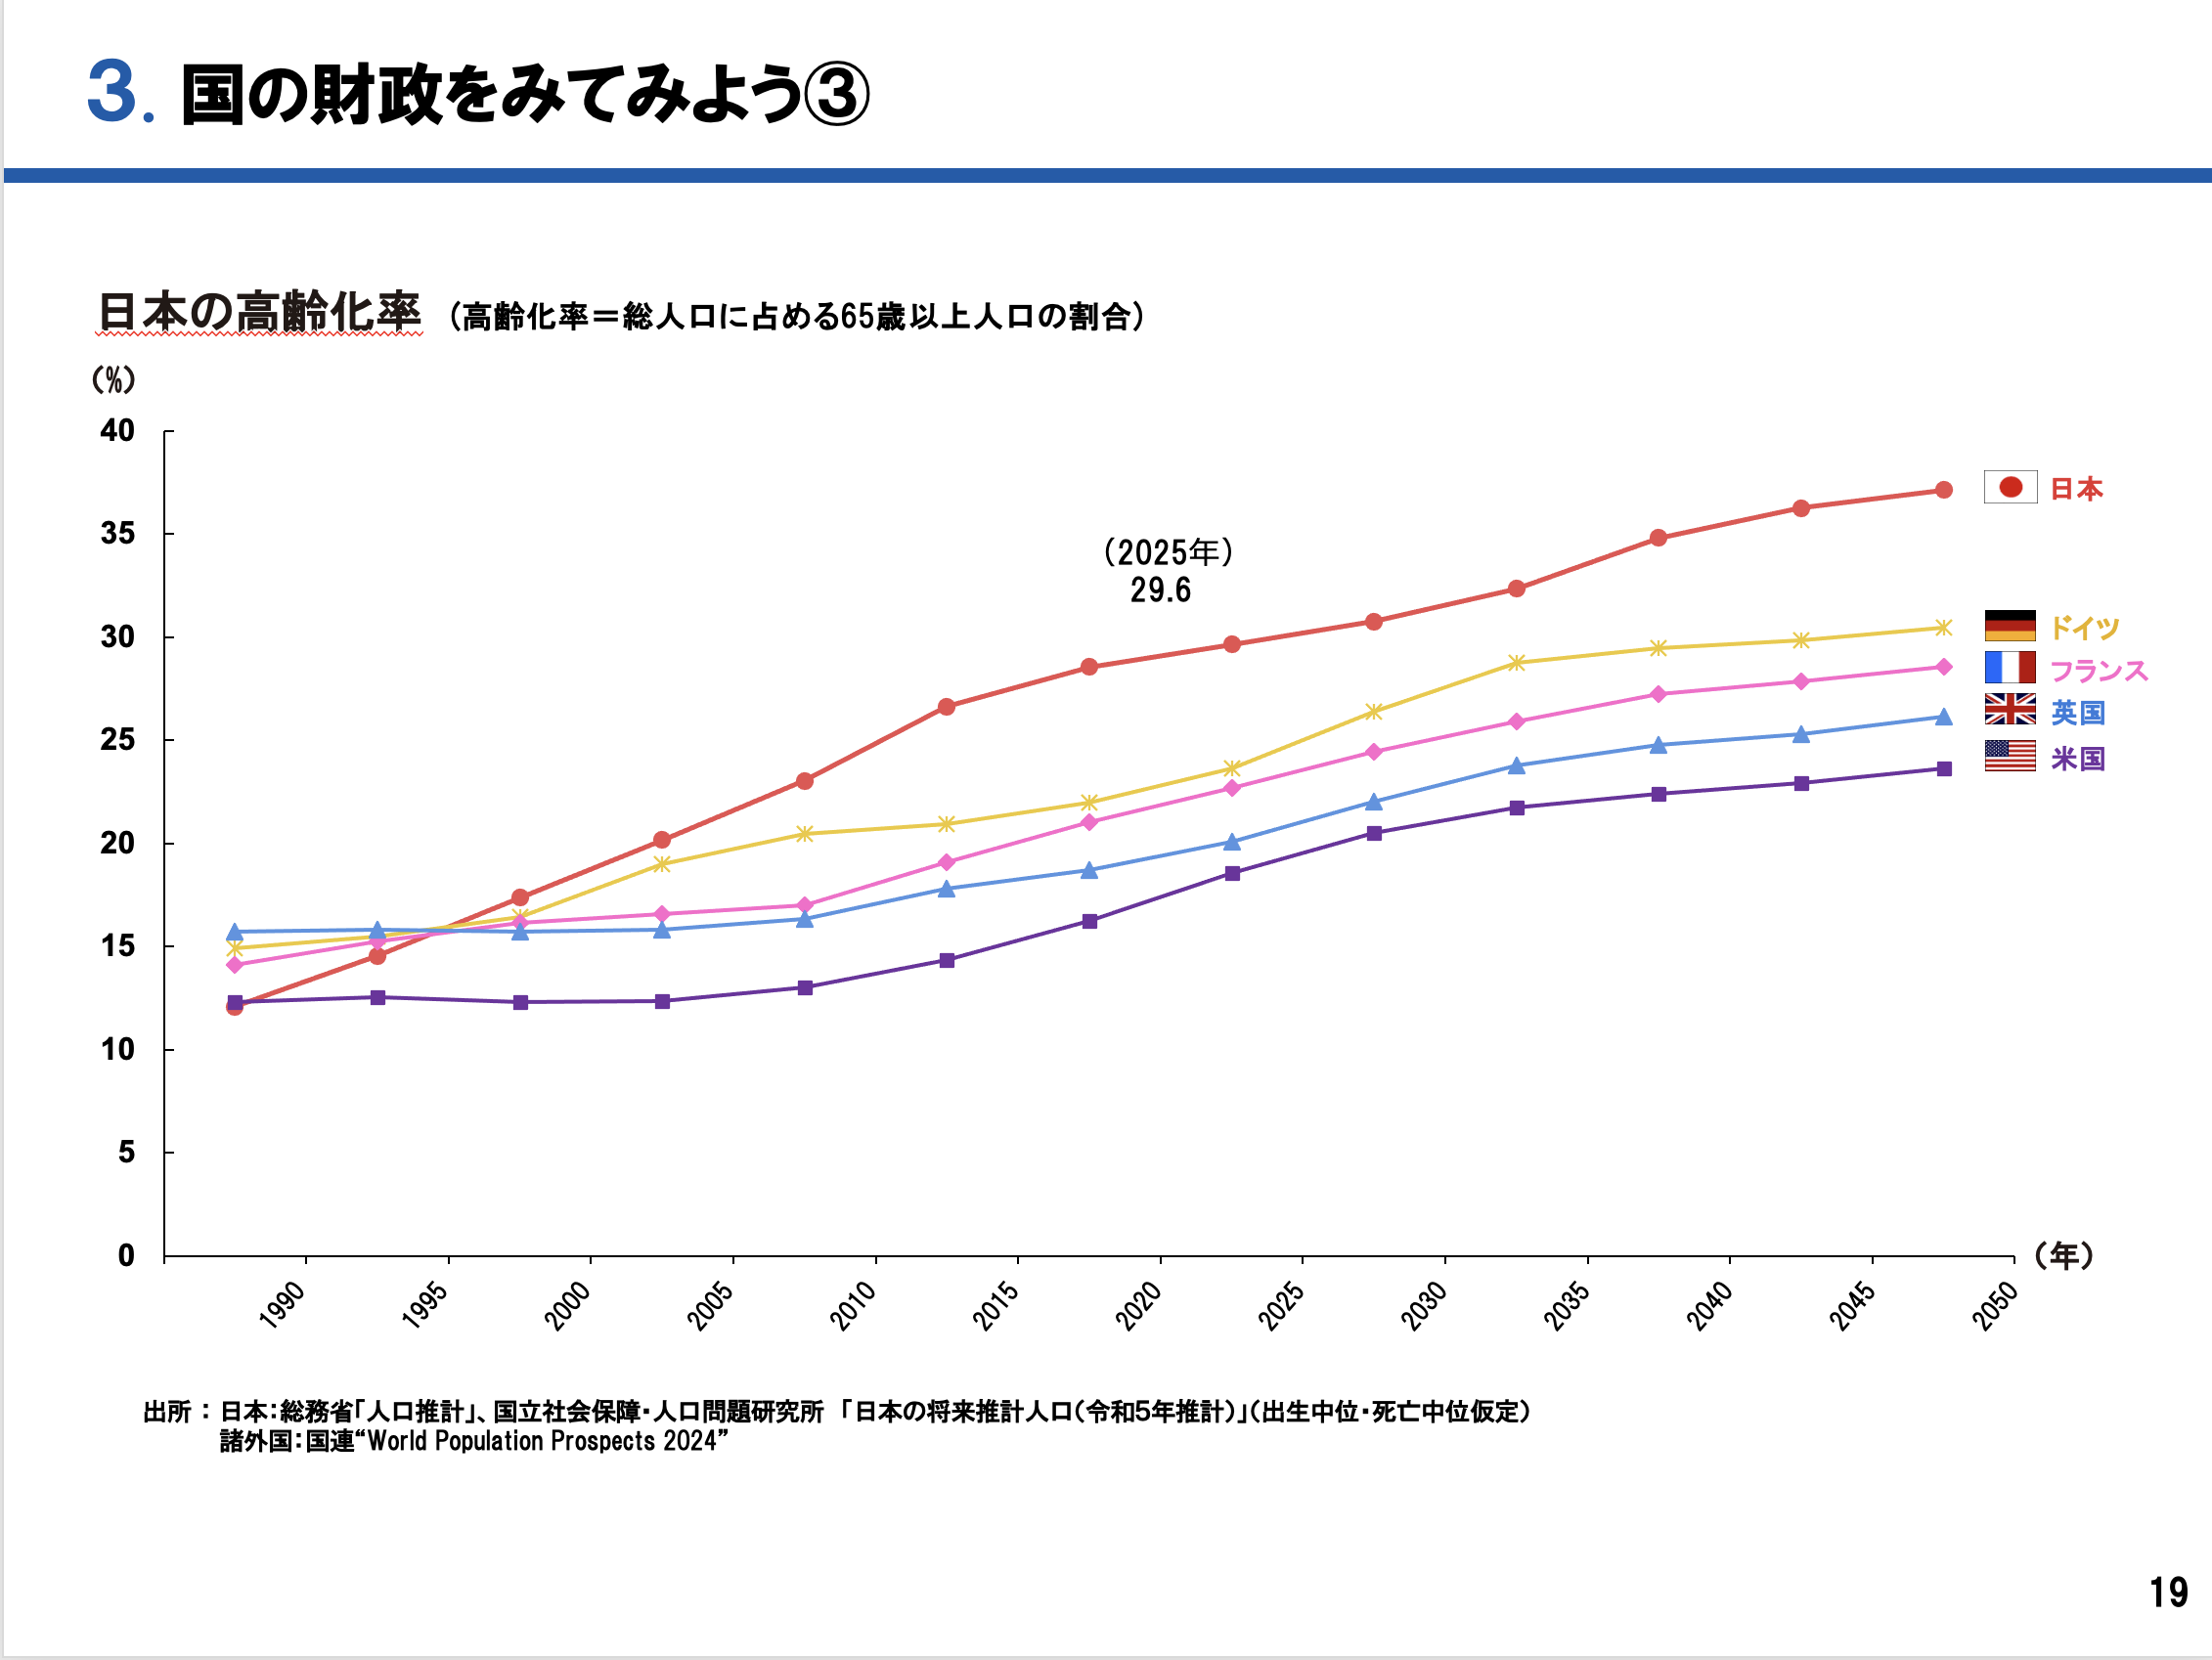 3. 国の財政をみてみよう③
日本の高齢化率 (高齢化率=総人口に占める65歳以上人口の割合)
(%)
40
35
30
25
20
15
10
5
0
(2025年)
29.6
日本
ドイツ
フランス
英国
米国
1990 1995 2000 2005 2010 2015 2020 2025 2030 2035 2040 2045 2050
(年)
出所:日本:総務省「人口推計」、国立社会保障・人口問題研究所 「日本の将来推計人口(令和5年推計)」(出生中位・死亡中位仮定)
諸外国:国連“World Population Prospects 2024”
19